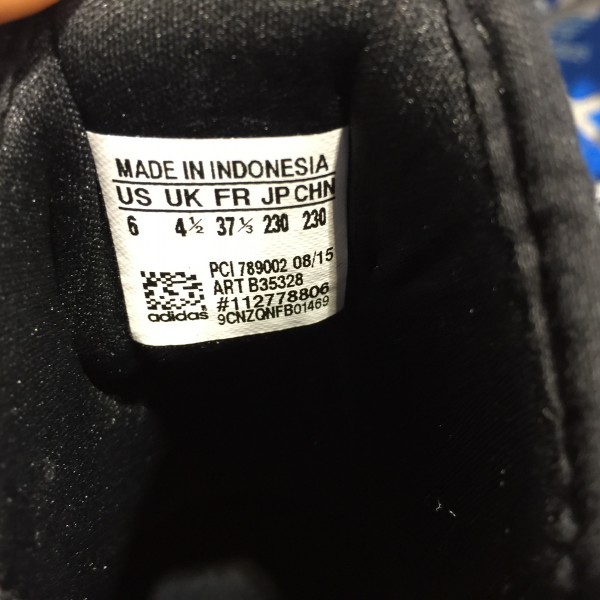 MADE IN INDONESIA
US UK FR JP CHN
6 4½ 37⅓ 230 230
PCI 789002 08/15
ART B35328
#112778806
adidas 9CNZQNFB01469